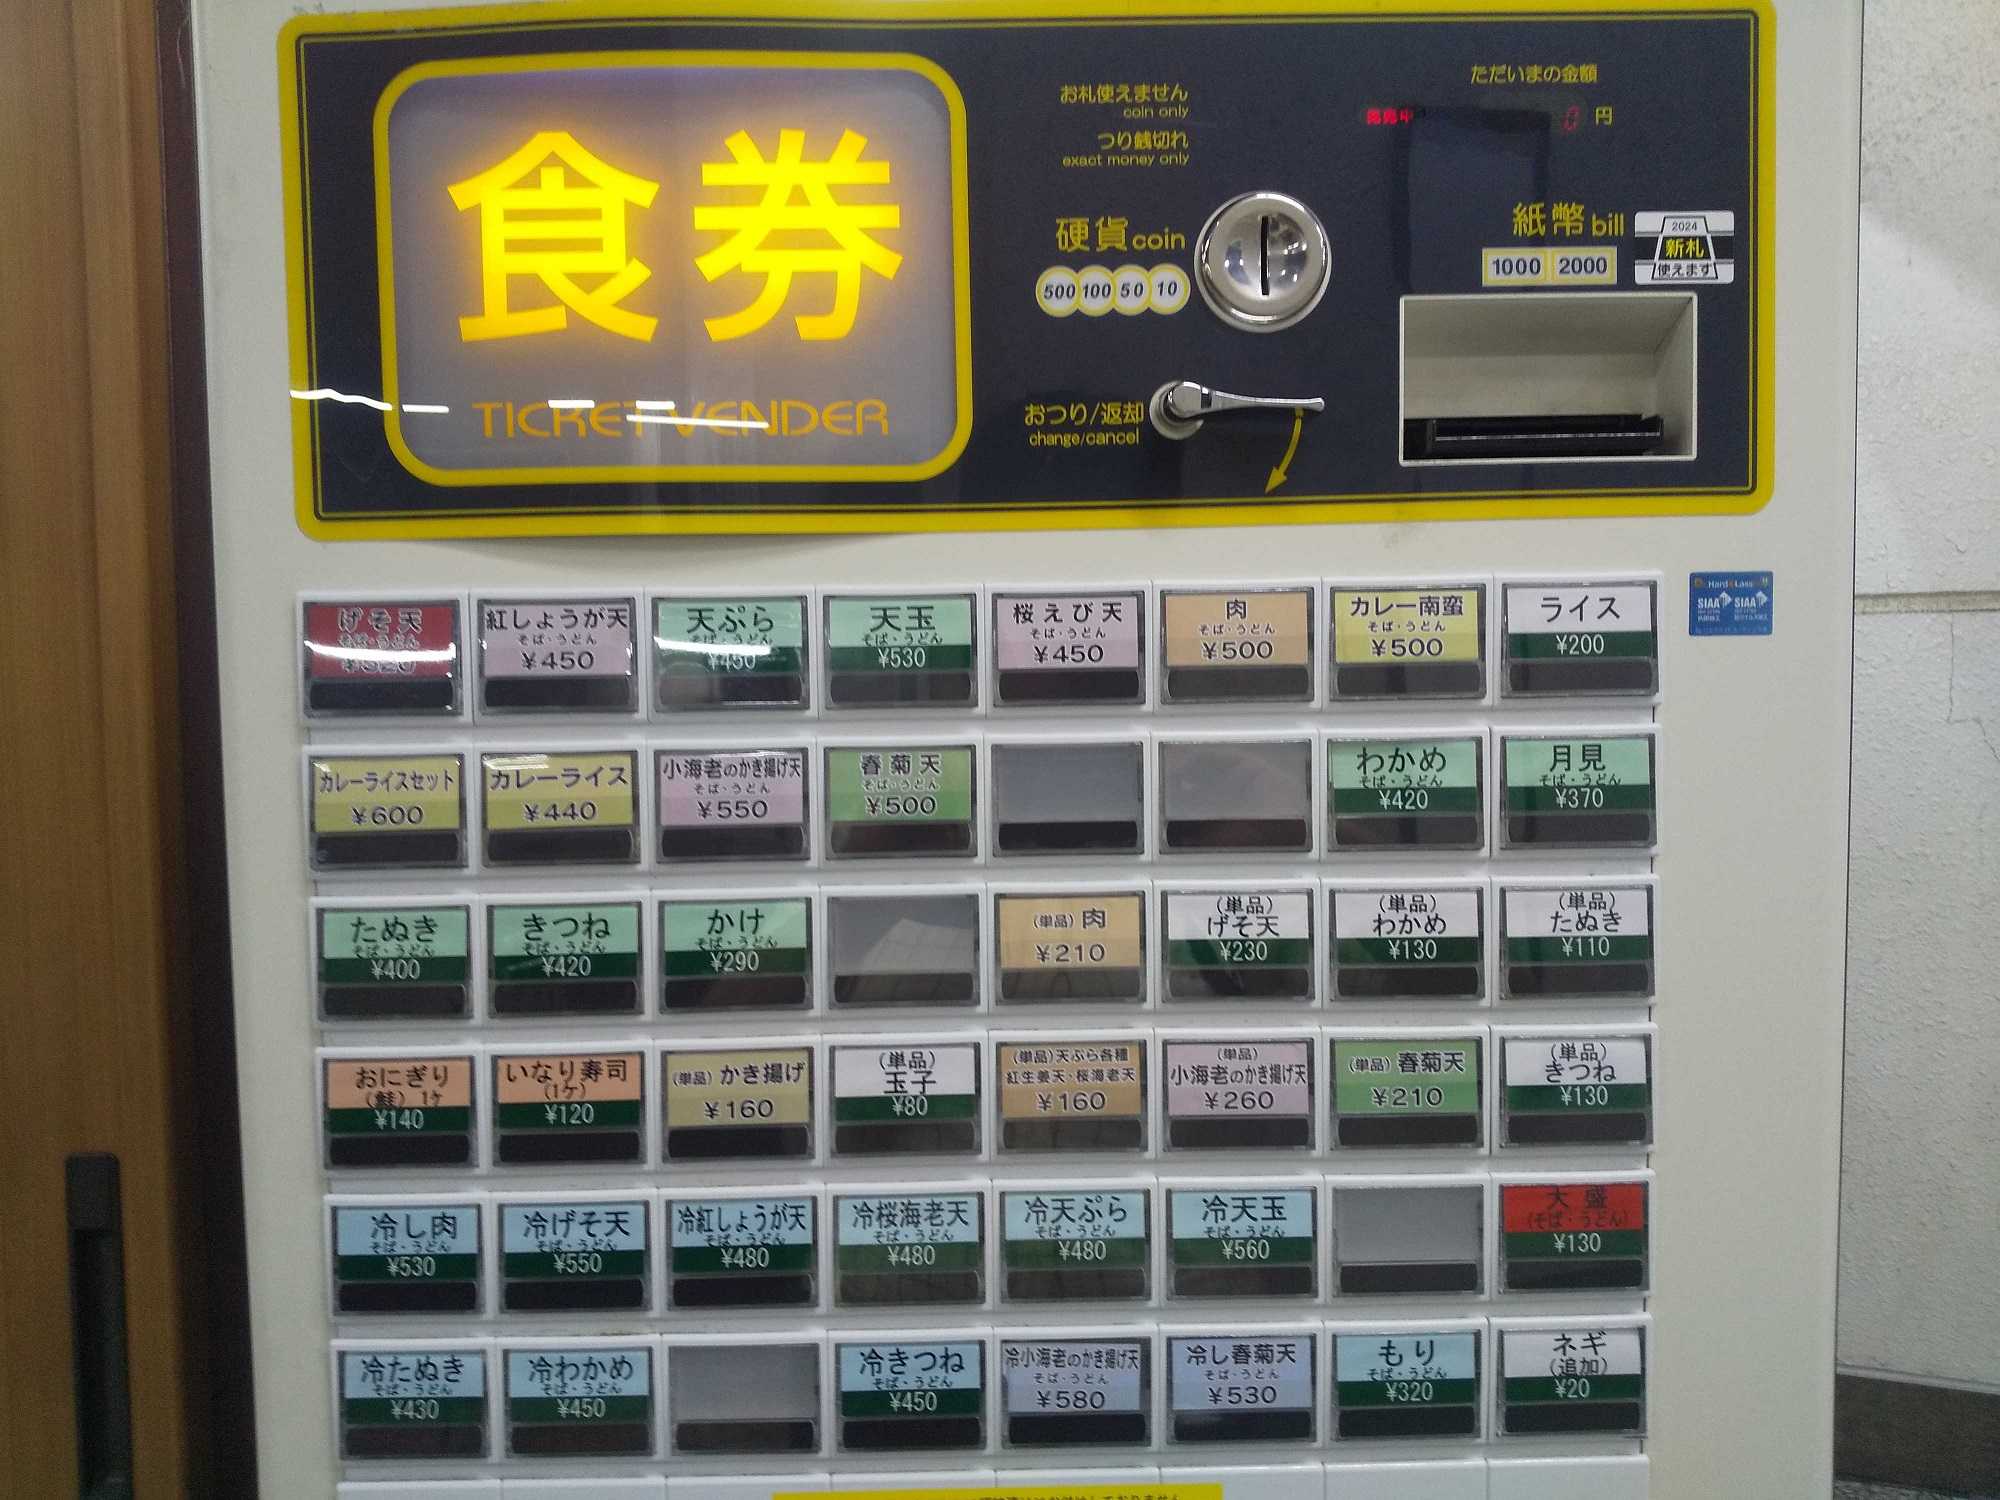 食券
TICKET VENDER
お札使えません
coin only
つり銭切れ
exact money only
硬貨 coin
500 100 50 10
おつり/返却
change/cancel
ただいまの金額
発売中
円
紙幣 bill
1000 2000
2024
新札
使えます
SIAA SIAA
げそ天
そば・うどん
¥520
紅しょうが天
そば・うどん
¥450
天ぷら
そば・うどん
¥450
天玉
そば・うどん
¥530
桜えび天
そば・うどん
¥450
肉
そば・うどん
¥500
カレー南蛮
そば・うどん
¥500
ライス
¥200
カレーライスセット
¥600
カレーライス
¥440
小海老のかき揚げ天
そば・うどん
¥550
春菊天
そば・うどん
¥500
わかめ
そば・うどん
¥420
月見
そば・うどん
¥370
たぬき
そば・うどん
¥400
きつね
そば・うどん
¥420
かけ
そば・うどん
¥290
(単品)肉
¥210
(単品)
げそ天
¥230
(単品)
わかめ
¥130
(単品)
たぬき
¥110
おにぎり
(鮭) 1ケ
¥140
いなり寿司
(1ケ)
¥120
(単品)かき揚げ
¥160
(単品)
玉子
¥80
(単品)天ぷら各種
紅生姜天・桜海老天
¥160
(単品)
小海老のかき揚げ天
¥260
(単品)春菊天
¥210
(単品)
きつね
¥130
冷し肉
そば・うどん
¥530
冷げそ天
そば・うどん
¥550
冷紅しょうが天
そば・うどん
¥480
冷桜海老天
そば・うどん
¥480
冷天ぷら
そば・うどん
¥480
冷天玉
そば・うどん
¥560
大盛
(そば・うどん)
¥130
冷たぬき
そば・うどん
¥430
冷わかめ
そば・うどん
¥450
冷きつね
そば・うどん
¥450
冷小海老のかき揚げ天
そば・うどん
¥580
冷し春菊天
そば・うどん
¥530
もり
そば・うどん
¥320
ネギ
(追加)
¥20